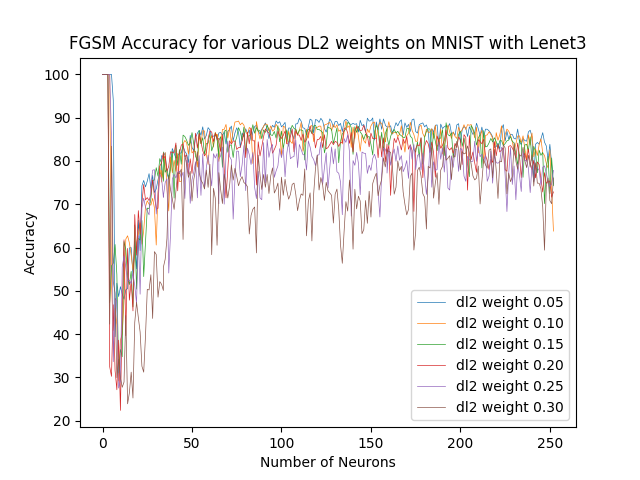 FGSM Accuracy for various DL2 weights on MNIST with Lenet3
100
90
80
70
60
50
40
30
20
Accuracy
0
50
100
150
200
250
Number of Neurons
dl2 weight 0.05
dl2 weight 0.10
dl2 weight 0.15
dl2 weight 0.20
dl2 weight 0.25
dl2 weight 0.30